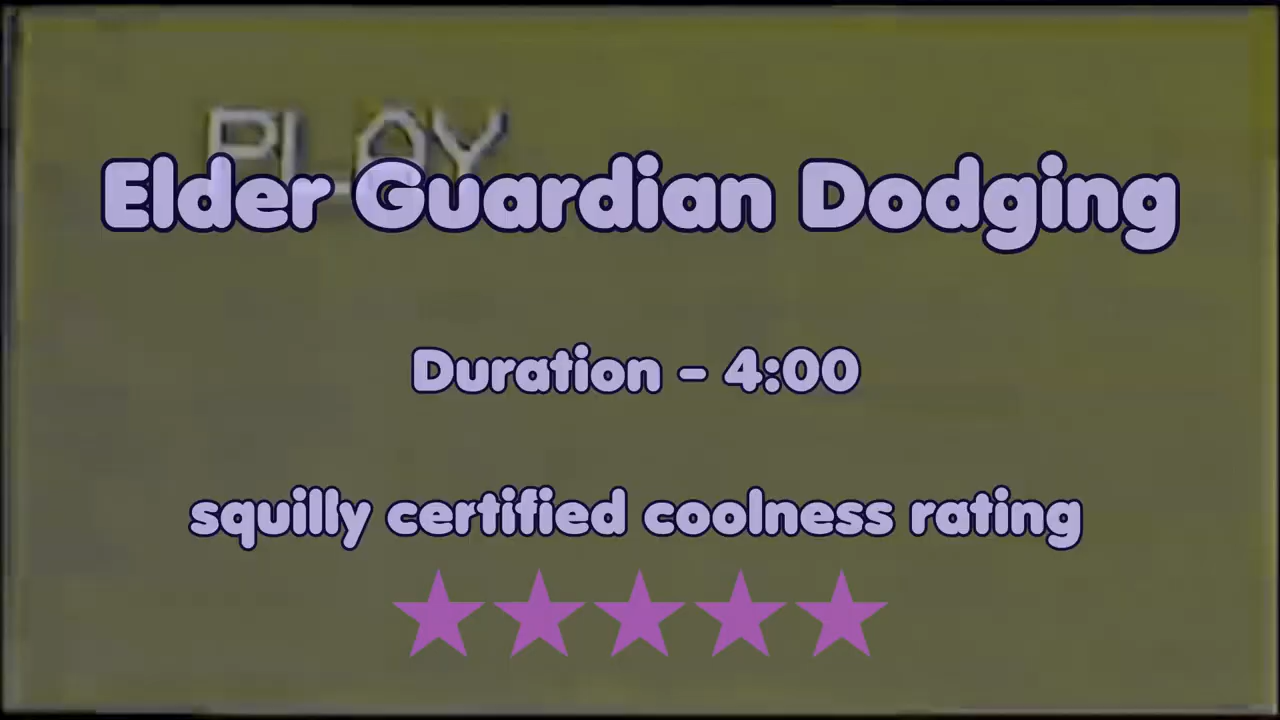 PLAY
Elder Guardian Dodging
Duration - 4:00
squilly certified coolness rating